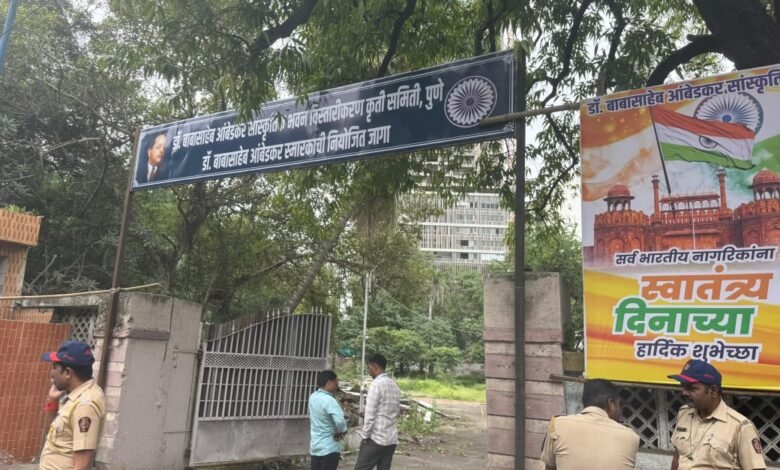 डॉ. बाबासाहेब आंबेडकर सांस्कृतिक भवन विस्तारीकरण कृती समिती, पुणे
डॉ. बाबासाहेब आंबेडकर स्मारकाची नियोजित जागा
डॉ. बाबासाहेब आंबेडकर सांस्कृति
सर्व भारतीय नागरिकांना
स्वातंत्र्य
दिनाच्या
हार्दिक शुभेच्छा